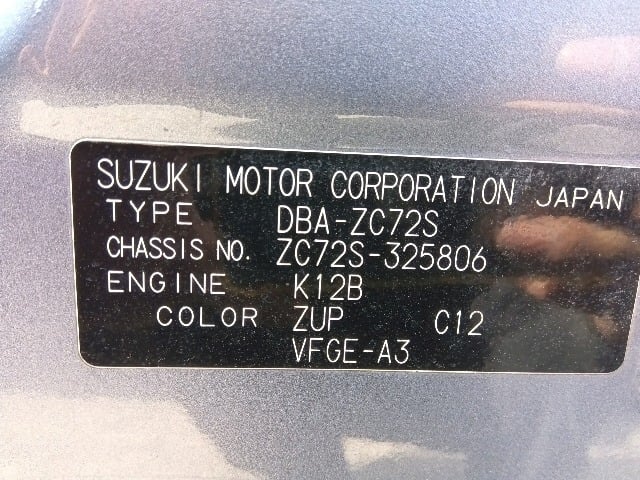 SUZUKI MOTOR CORPORATION JAPAN
TYPE DBA-ZC72S
CHASSIS NO. ZC72S-325806
ENGINE K12B
COLOR ZUP C12
VFGE-A3